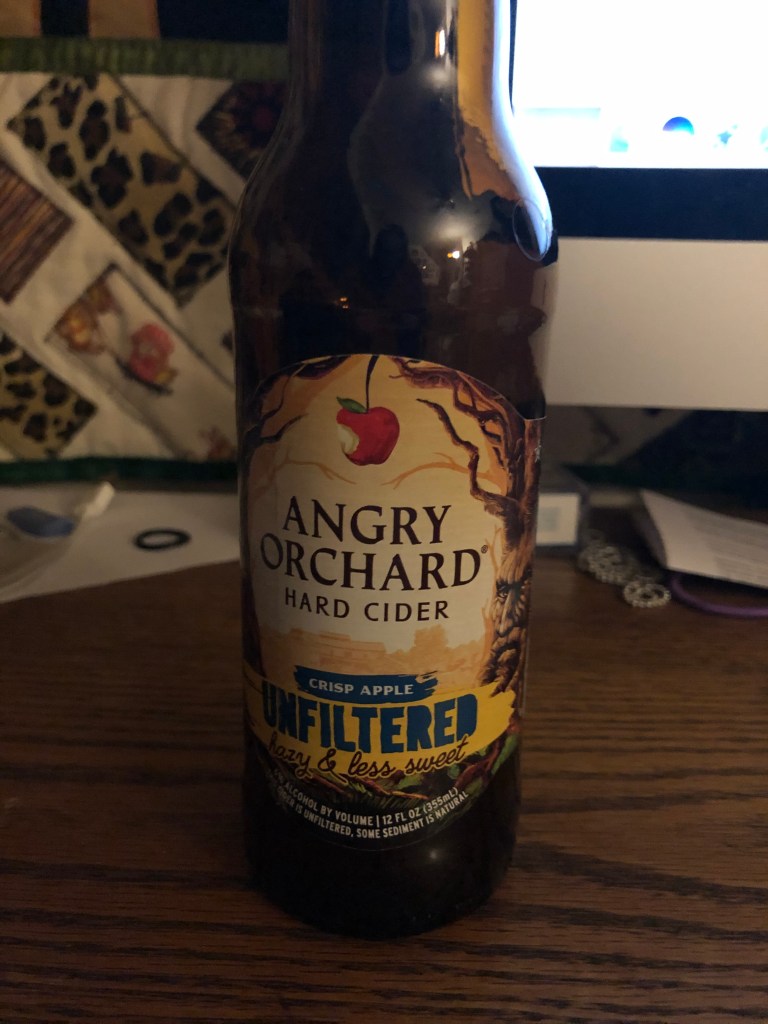 ANGRY
ORCHARD®
HARD CIDER
CRISP APPLE
UNFILTERED
hazy & less sweet
ALCOHOL BY VOLUME | 12 FL OZ (355mL)
IS UNFILTERED, SOME SEDIMENT IS NATURAL